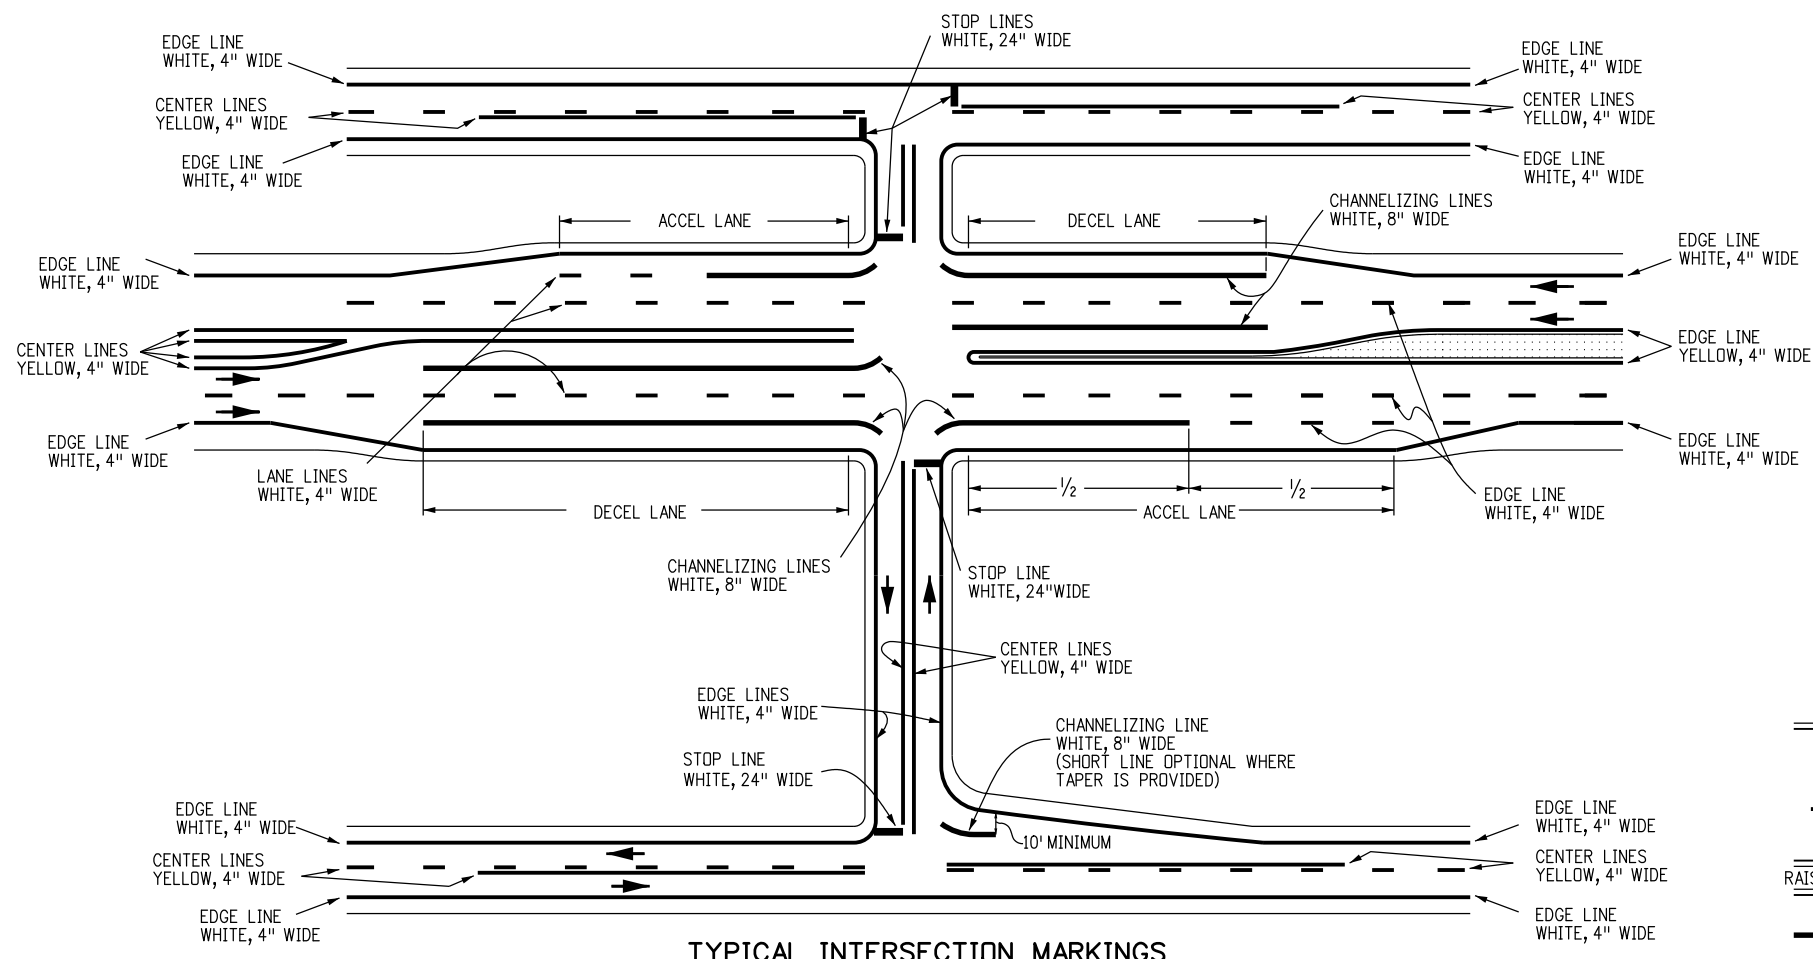 STOP LINES
WHITE, 24" WIDE
EDGE LINE
WHITE, 4" WIDE
EDGE LINE
WHITE, 4" WIDE
CENTER LINES
YELLOW, 4" WIDE
CENTER LINES
YELLOW, 4" WIDE
EDGE LINE
WHITE, 4" WIDE
EDGE LINE
WHITE, 4" WIDE
ACCEL LANE
DECEL LANE
CHANNELIZING LINES
WHITE, 8" WIDE
EDGE LINE
WHITE, 4" WIDE
EDGE LINE
WHITE, 4" WIDE
CENTER LINES
YELLOW, 4" WIDE
EDGE LINE
YELLOW, 4" WIDE
EDGE LINE
WHITE, 4" WIDE
EDGE LINE
WHITE, 4" WIDE
LANE LINES
WHITE, 4" WIDE
1/2
1/2
EDGE LINE
WHITE, 4" WIDE
DECEL LANE
ACCEL LANE
CHANNELIZING LINES
WHITE, 8" WIDE
STOP LINE
WHITE, 24"WIDE
CENTER LINES
YELLOW, 4" WIDE
EDGE LINES
WHITE, 4" WIDE
CHANNELIZING LINE
WHITE, 8" WIDE
(SHORT LINE OPTIONAL WHERE
TAPER IS PROVIDED)
STOP LINE
WHITE, 24" WIDE
EDGE LINE
WHITE, 4" WIDE
EDGE LINE
WHITE, 4" WIDE
10' MINIMUM
CENTER LINES
YELLOW, 4" WIDE
CENTER LINES
YELLOW, 4" WIDE
EDGE LINE
WHITE, 4" WIDE
EDGE LINE
WHITE, 4" WIDE
TYPICAL INTERSECTION MARKINGS